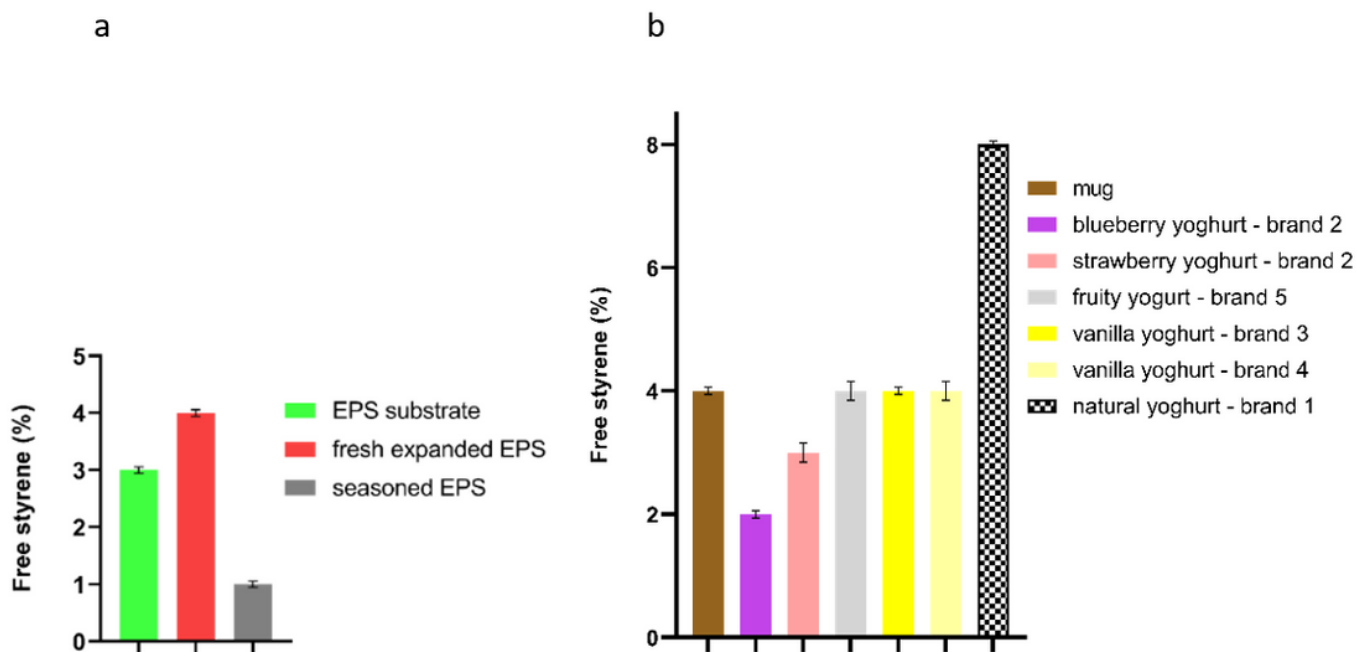 a
Free styrene (%)
5
4
3
2
1
0
EPS substrate
fresh expanded EPS
seasoned EPS
b
Free styrene (%)
8
6
4
2
0
mug
blueberry yoghurt - brand 2
strawberry yoghurt - brand 2
fruity yogurt - brand 5
vanilla yoghurt - brand 3
vanilla yoghurt - brand 4
natural yoghurt - brand 1